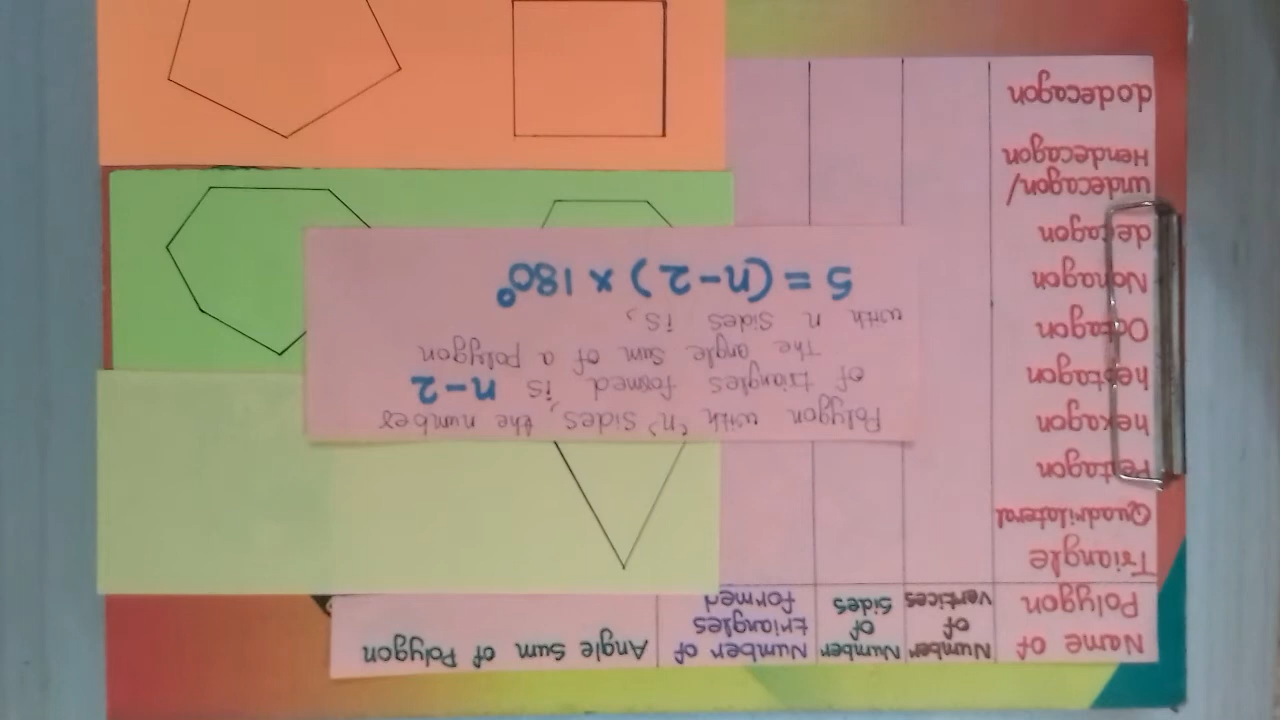 Name of
Polygon
Number
of
vertices
Number
of
sides
Number of
triangles
formed
Angle Sum of Polygon
Triangle
Quadrilateral
Pentagon
hexagon
heptagon
Octagon
Nonagon
decagon
undecagon/
Hendecagon
dodecagon
Polygon with 'n' sides, the number
of triangles formed is n-2
The angle sum of a polygon
with n sides is,
S = (n-2) × 180°